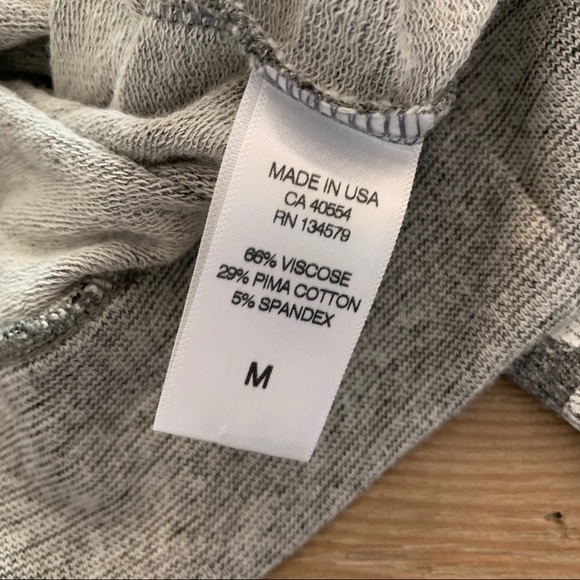 MADE IN USA
CA 40554
RN 134579
66% VISCOSE
29% PIMA COTTON
5% SPANDEX
M